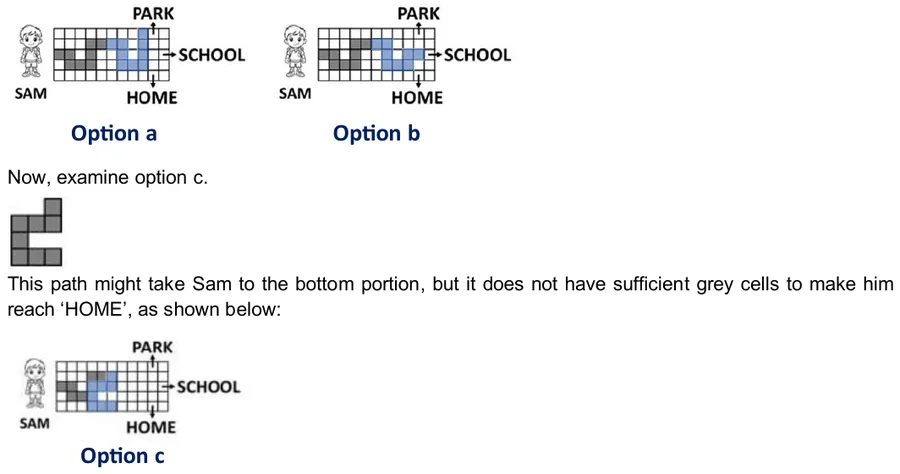 PARK PARK
SCHOOL SCHOOL
SAM HOME SAM HOME
Option a Option b
Now, examine option c.
This path might take Sam to the bottom portion, but it does not have sufficient grey cells to make him
reach ‘HOME’, as shown below:
PARK
SCHOOL
SAM HOME
Option c